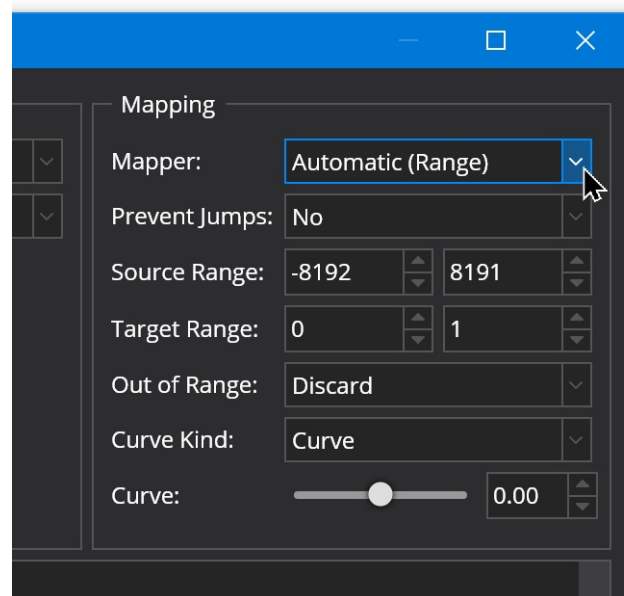 Mapping
Mapper: Automatic (Range)
Prevent Jumps: No
Source Range: -8192 8191
Target Range: 0 1
Out of Range: Discard
Curve Kind: Curve
Curve: 0.00